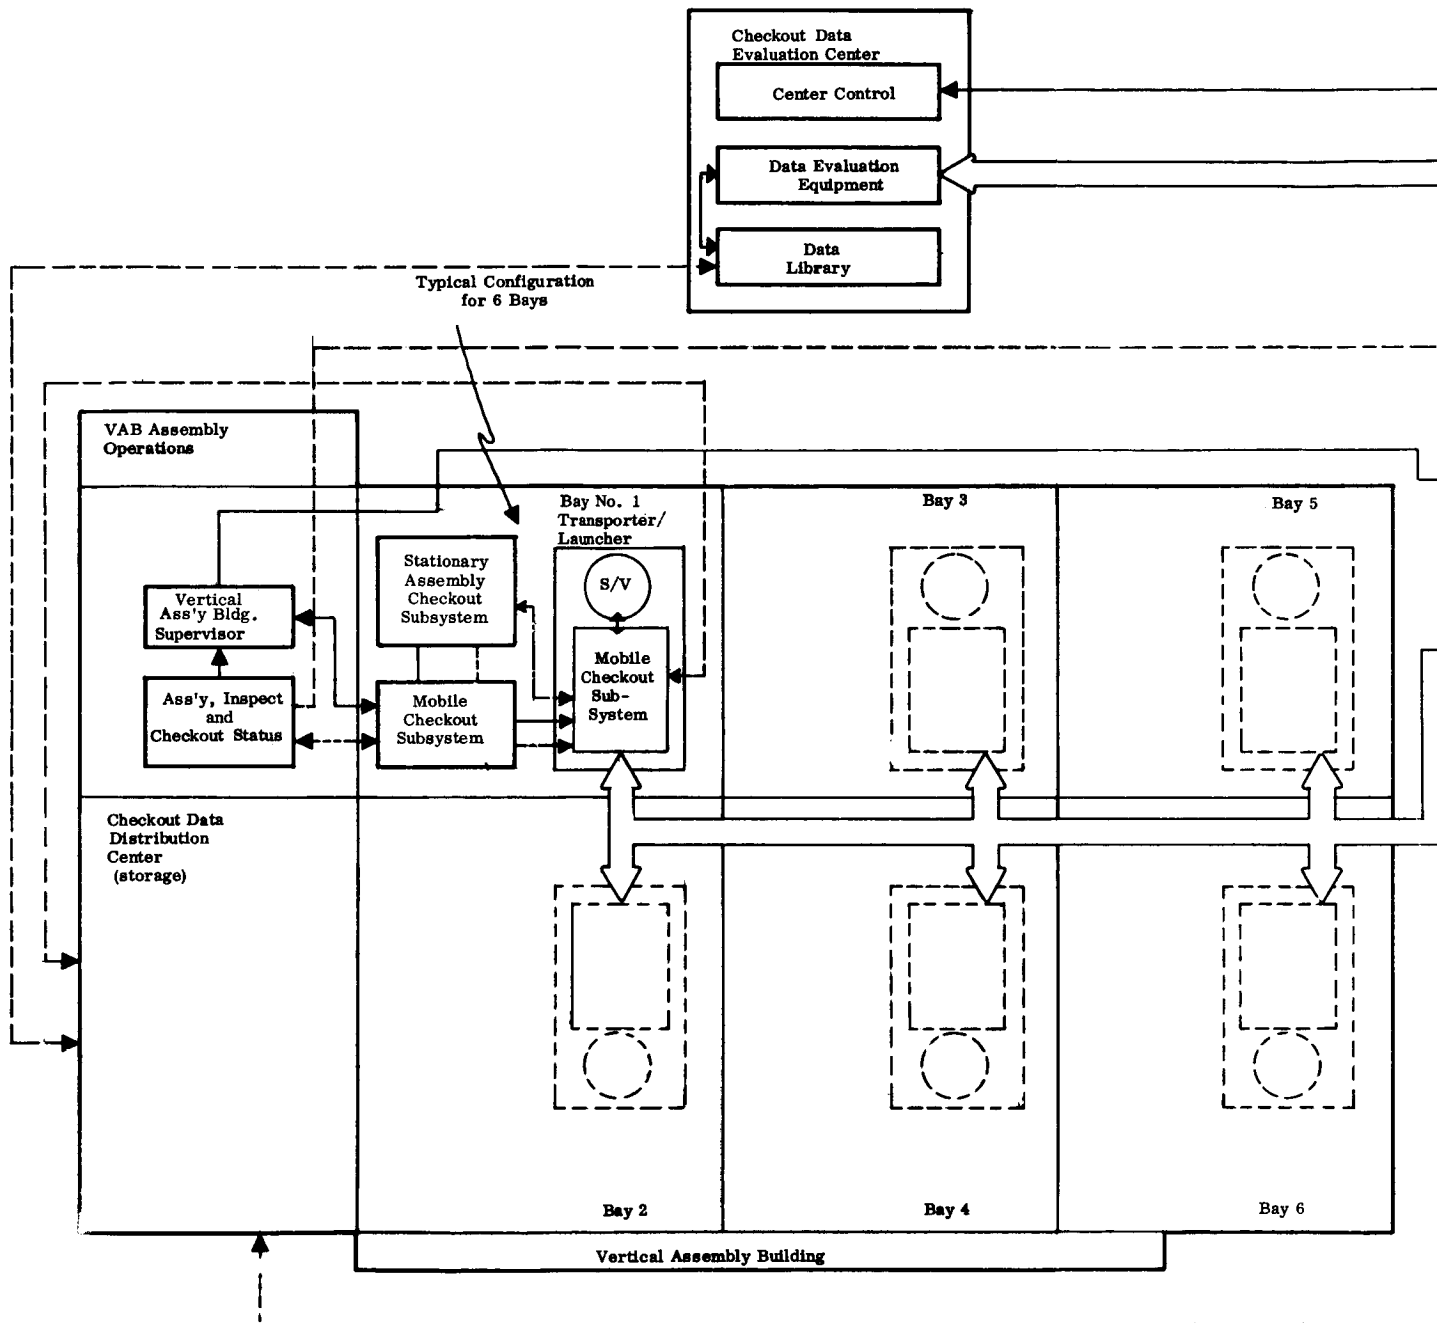 Checkout Data
Evaluation Center
Center Control
Data Evaluation
Equipment
Data
Library
Typical Configuration
for 6 Bays
VAB Assembly
Operations
Bay No. 1
Transporter/
Launcher
Bay 3
Bay 5
Stationary
Assembly
Checkout
Subsystem
S/V
Vertical
Ass'y Bldg.
Supervisor
Mobile
Checkout
Sub-
System
Ass'y, Inspect
and
Checkout Status
Mobile
Checkout
Subsystem
Checkout Data
Distribution
Center
(storage)
Bay 2
Bay 4
Bay 6
Vertical Assembly Building